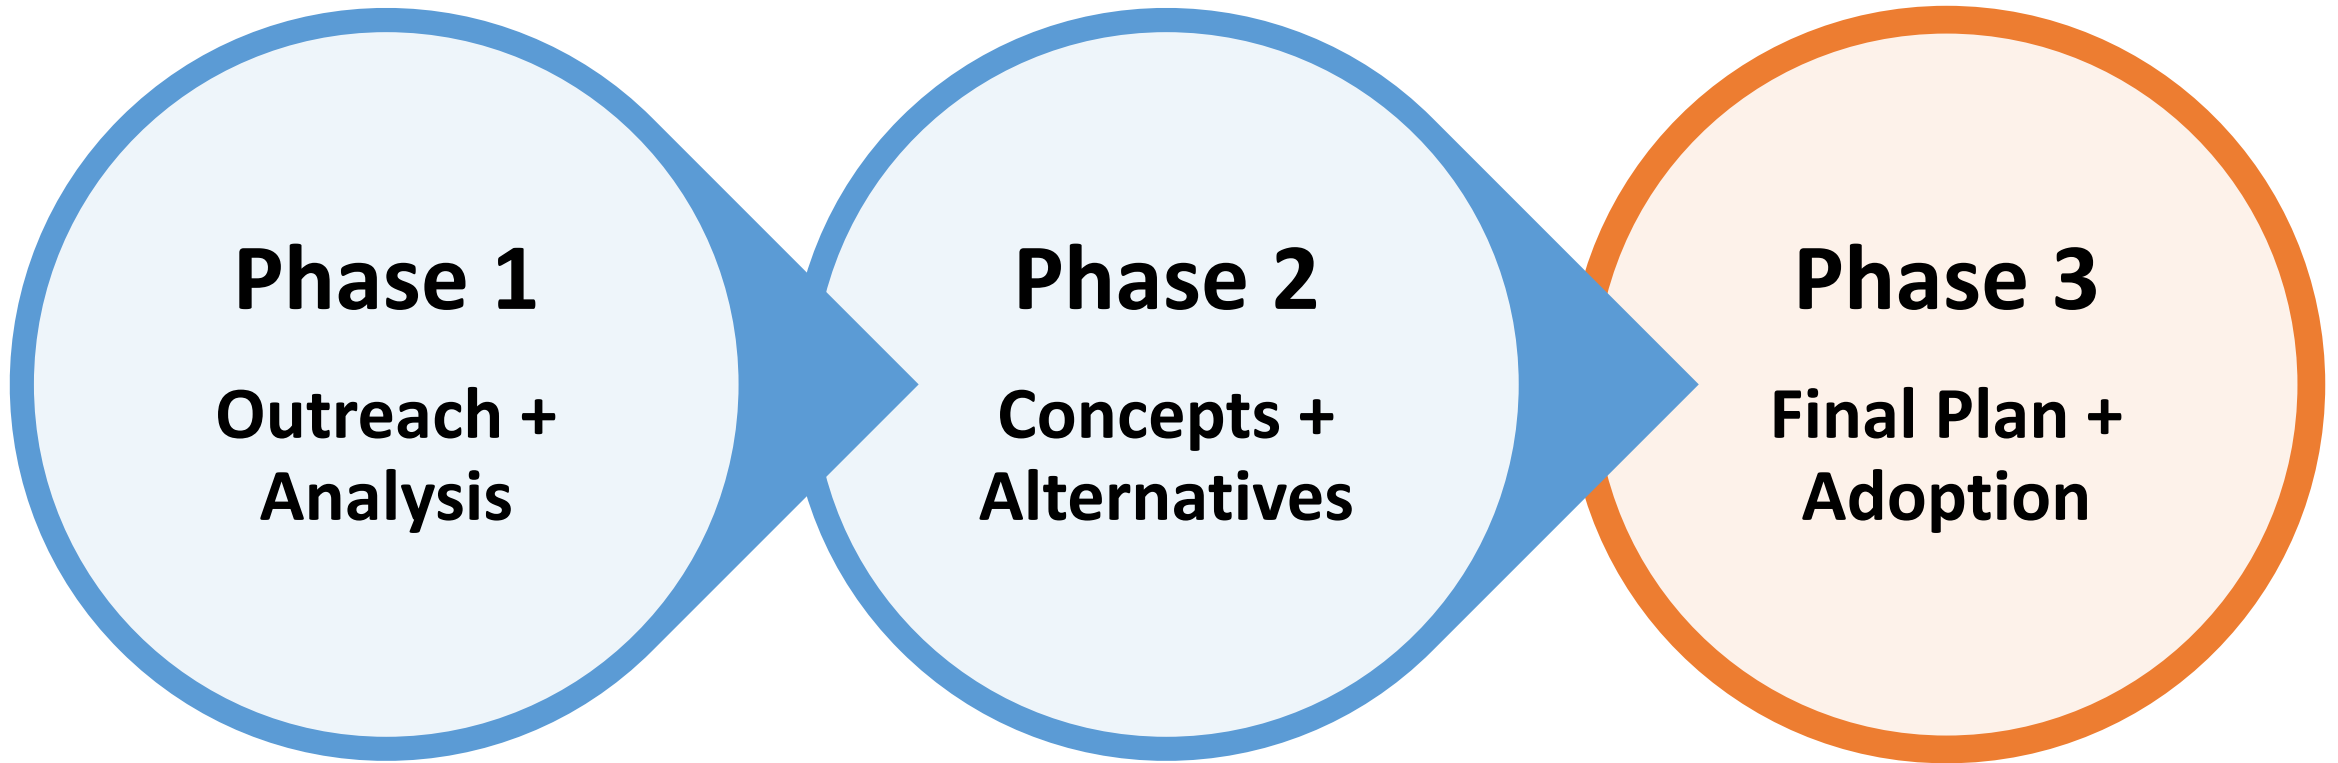 Phase 1
Outreach +
Analysis
Phase 2
Concepts +
Alternatives
Phase 3
Final Plan +
Adoption